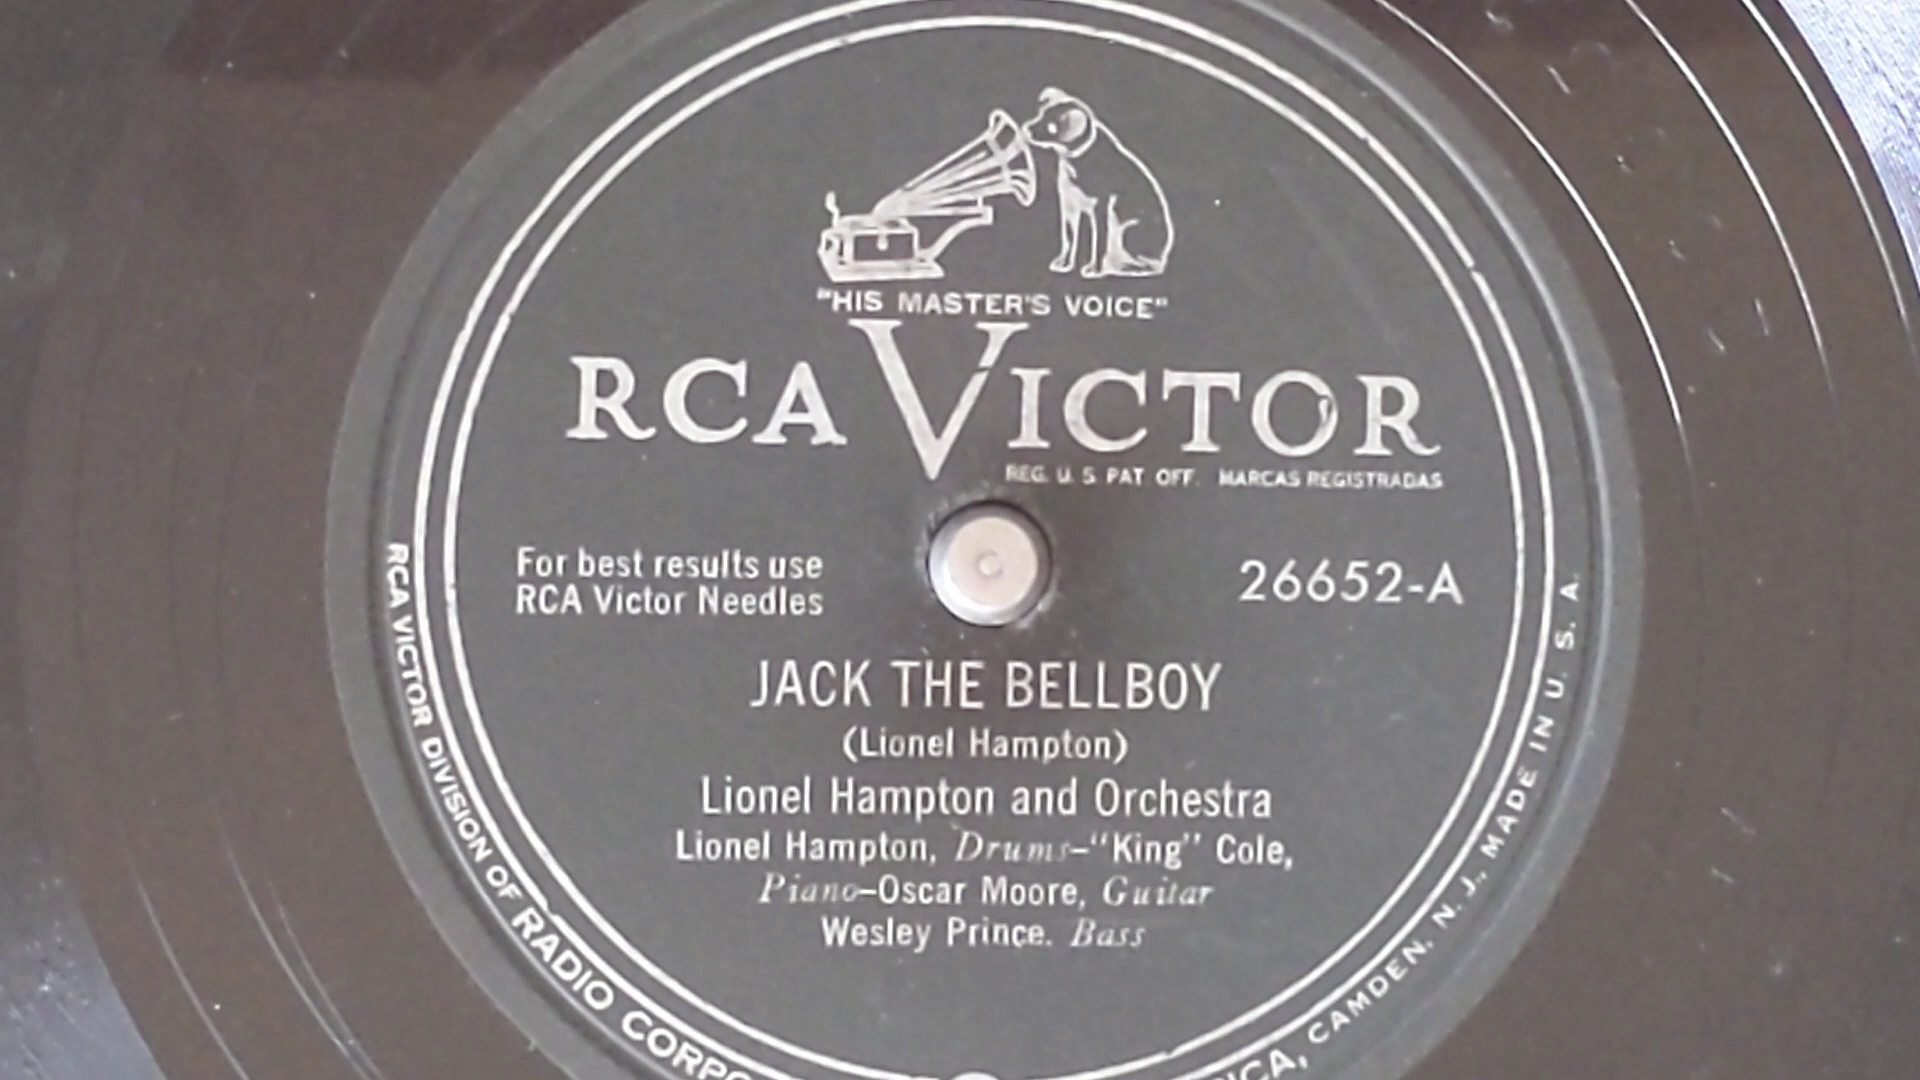 "HIS MASTER'S VOICE"
RCA VICTOR
REG. U. S. PAT. OFF. MARCAS REGISTRADAS
For best results use
RCA Victor Needles
26652-A
JACK THE BELLBOY
(Lionel Hampton)
Lionel Hampton and Orchestra
Lionel Hampton, Drums–"King" Cole,
Piano–Oscar Moore, Guitar
Wesley Prince. Bass
RCA VICTOR DIVISION OF RADIO CORPO
ICA, CAMDEN, N. J., MADE IN U. S. A.